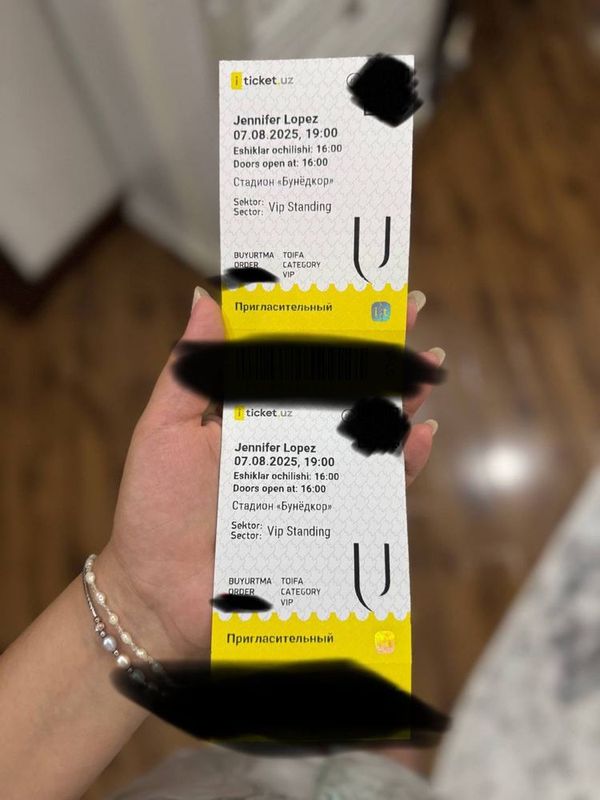 iticket.uz
Jennifer Lopez
07.08.2025, 19:00
Eshiklar ochilishi: 16:00
Doors open at: 16:00
Стадион «Бунёдкор»
Sektor:
Sector: Vip Standing
BUYURTMA TOIFA
ORDER CATEGORY
VIP
Пригласительный
iticket.uz
Jennifer Lopez
07.08.2025, 19:00
Eshiklar ochilishi: 16:00
Doors open at: 16:00
Стадион «Бунёдкор»
Sektor:
Sector: Vip Standing
BUYURTMA TOIFA
ORDER CATEGORY
VIP
Пригласительный